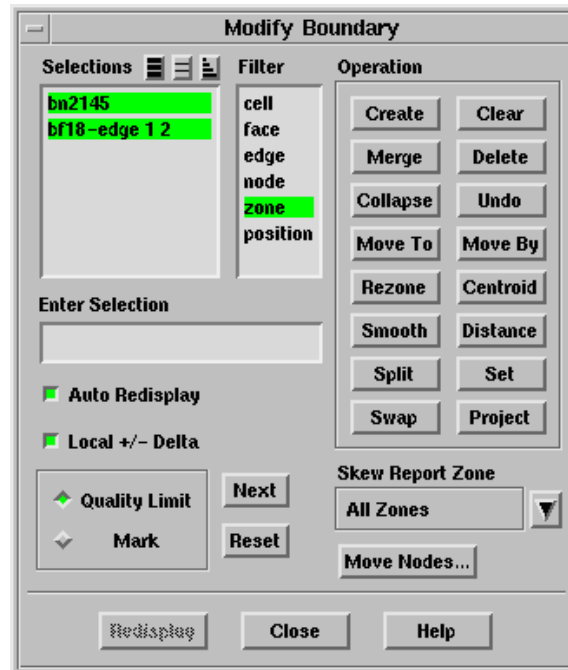 Modify Boundary
Selections
Filter
Operation
bn2145
bf18-edge 1 2
cell
face
edge
node
zone
position
Create
Clear
Merge
Delete
Collapse
Undo
Move To
Move By
Rezone
Centroid
Smooth
Distance
Split
Set
Swap
Project
Enter Selection
Auto Redisplay
Local +/- Delta
Quality Limit
Mark
Next
Reset
Skew Report Zone
All Zones
Move Nodes...
Redisplay
Close
Help